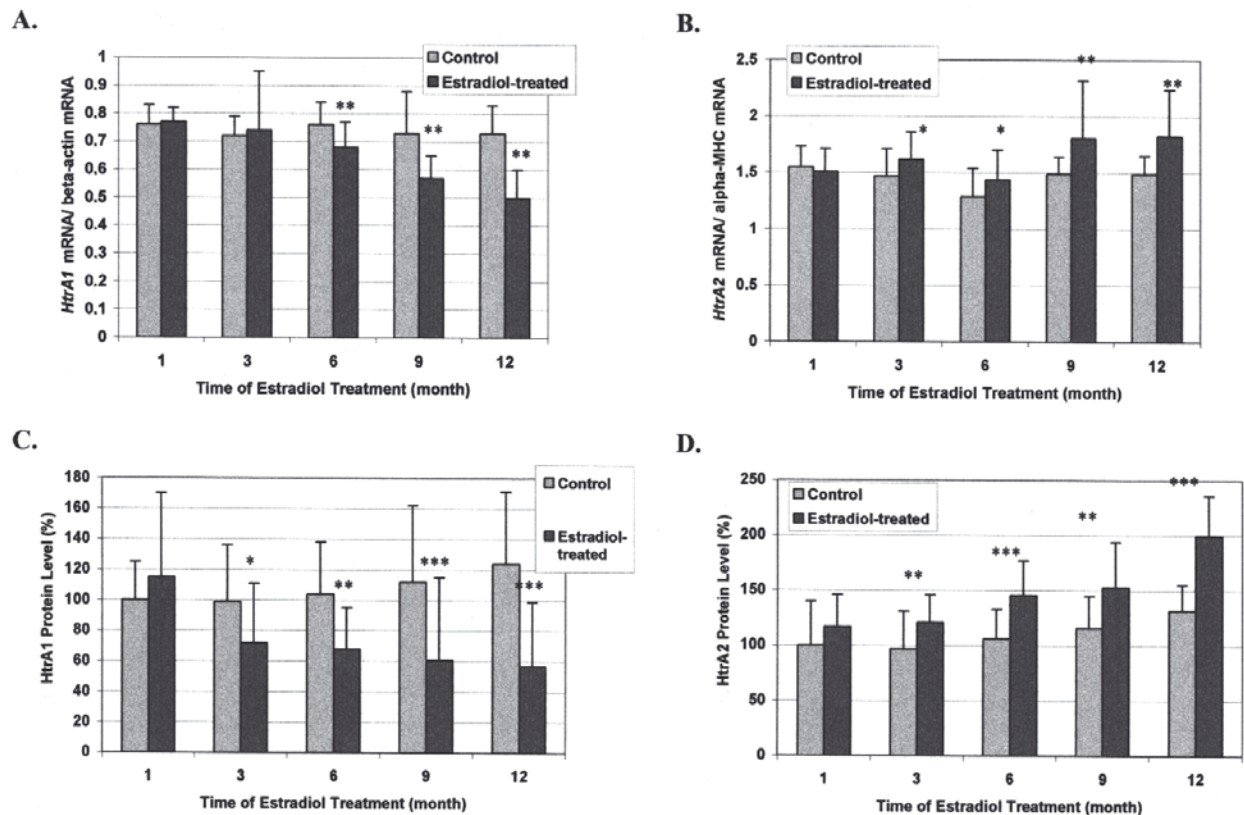 A.
HtrA1 mRNA/ beta-actin mRNA
1
0.9
0.8
0.7
0.6
0.5
0.4
0.3
0.2
0.1
0
Control
Estradiol-treated
**
**
**
1 3 6 9 12
Time of Estradiol Treatment (month)
B.
HtrA2 mRNA/ alpha-MHC mRNA
2.5
2
1.5
1
0.5
0
Control
Estradiol-treated
*
*
**
**
1 3 6 9 12
Time of Estradiol Treatment (month)
C.
HtrA1 Protein Level (%)
180
160
140
120
100
80
60
40
20
0
Control
Estradiol-
treated
*
**
***
***
1 3 6 9 12
Time of Estradiol Treatment (month)
D.
HtrA2 Protein Level (%)
250
200
150
100
50
0
Control
Estradiol-treated
**
***
**
***
1 3 6 9 12
Time of Estradiol Treatment (month)